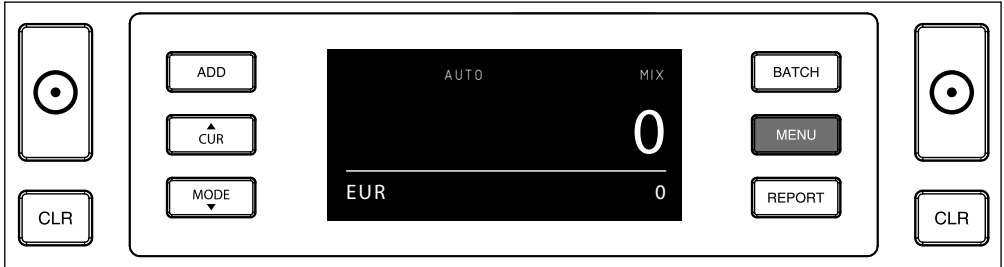 ADD
CUR
MODE
CLR
AUTO MIX
0
EUR 0
BATCH
MENU
REPORT
CLR